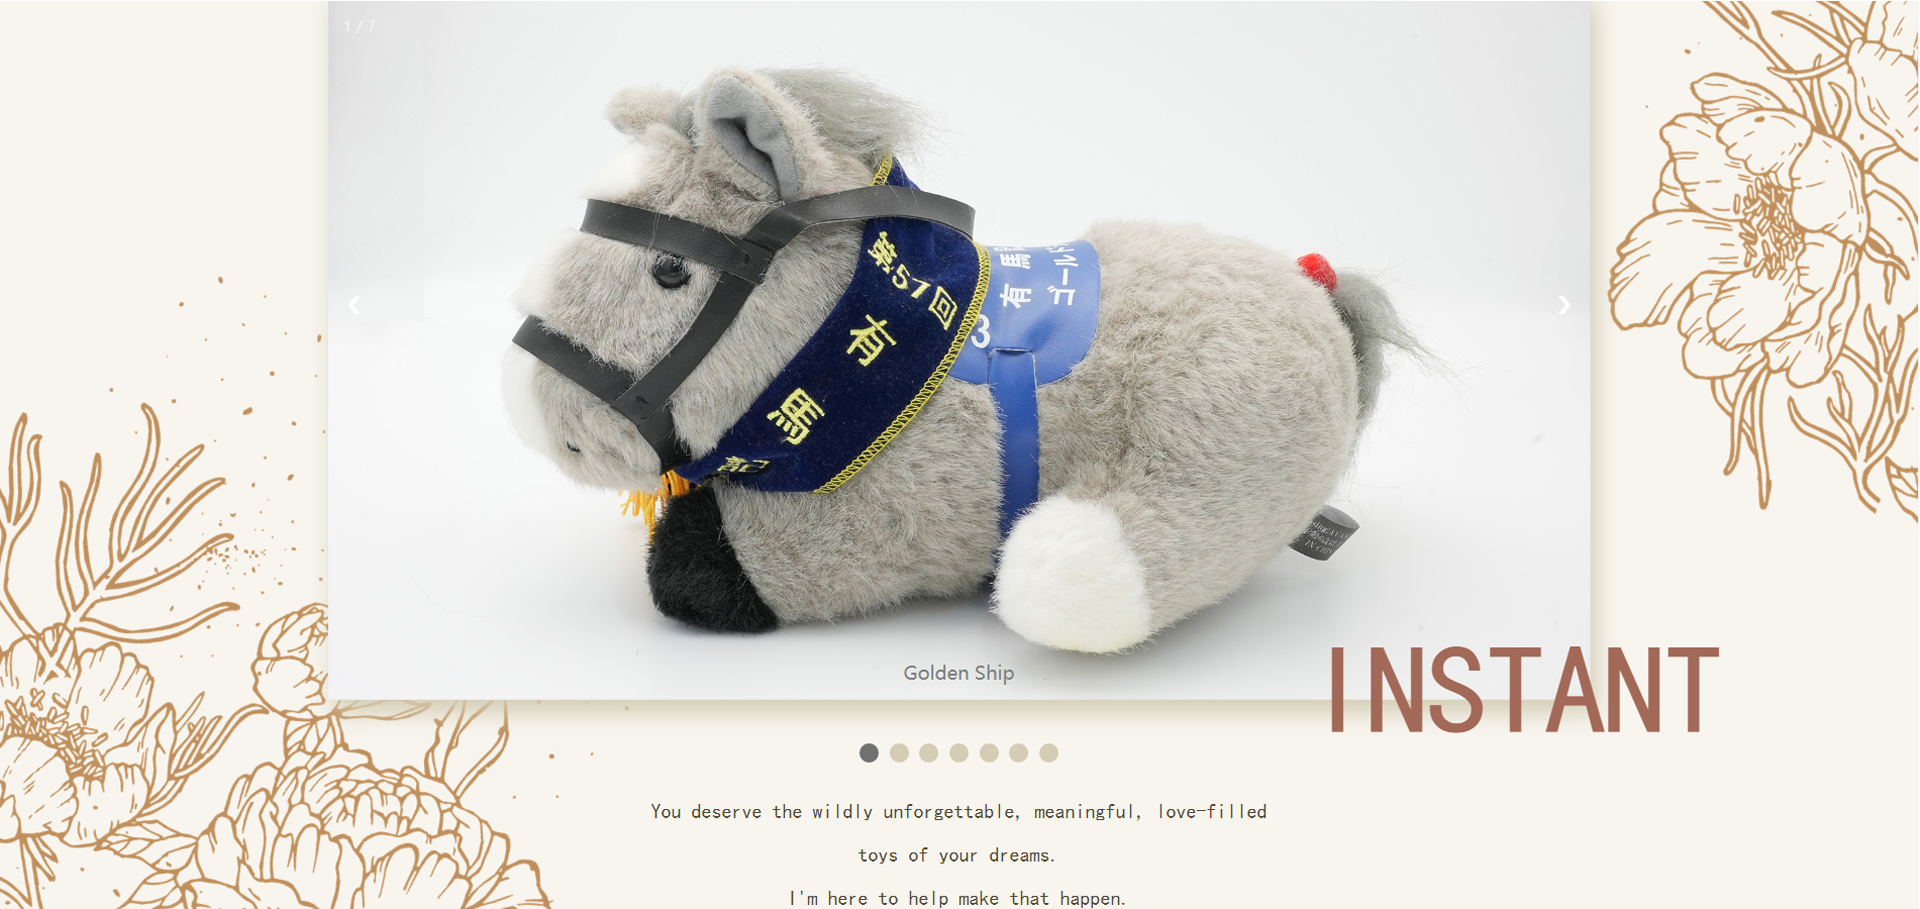 1 / 7
第57回
有
馬
有馬
ゴールド
3
Golden Ship
INSTANT
You deserve the wildly unforgettable, meaningful, love-filled
toys of your dreams.
I'm here to help make that happen.